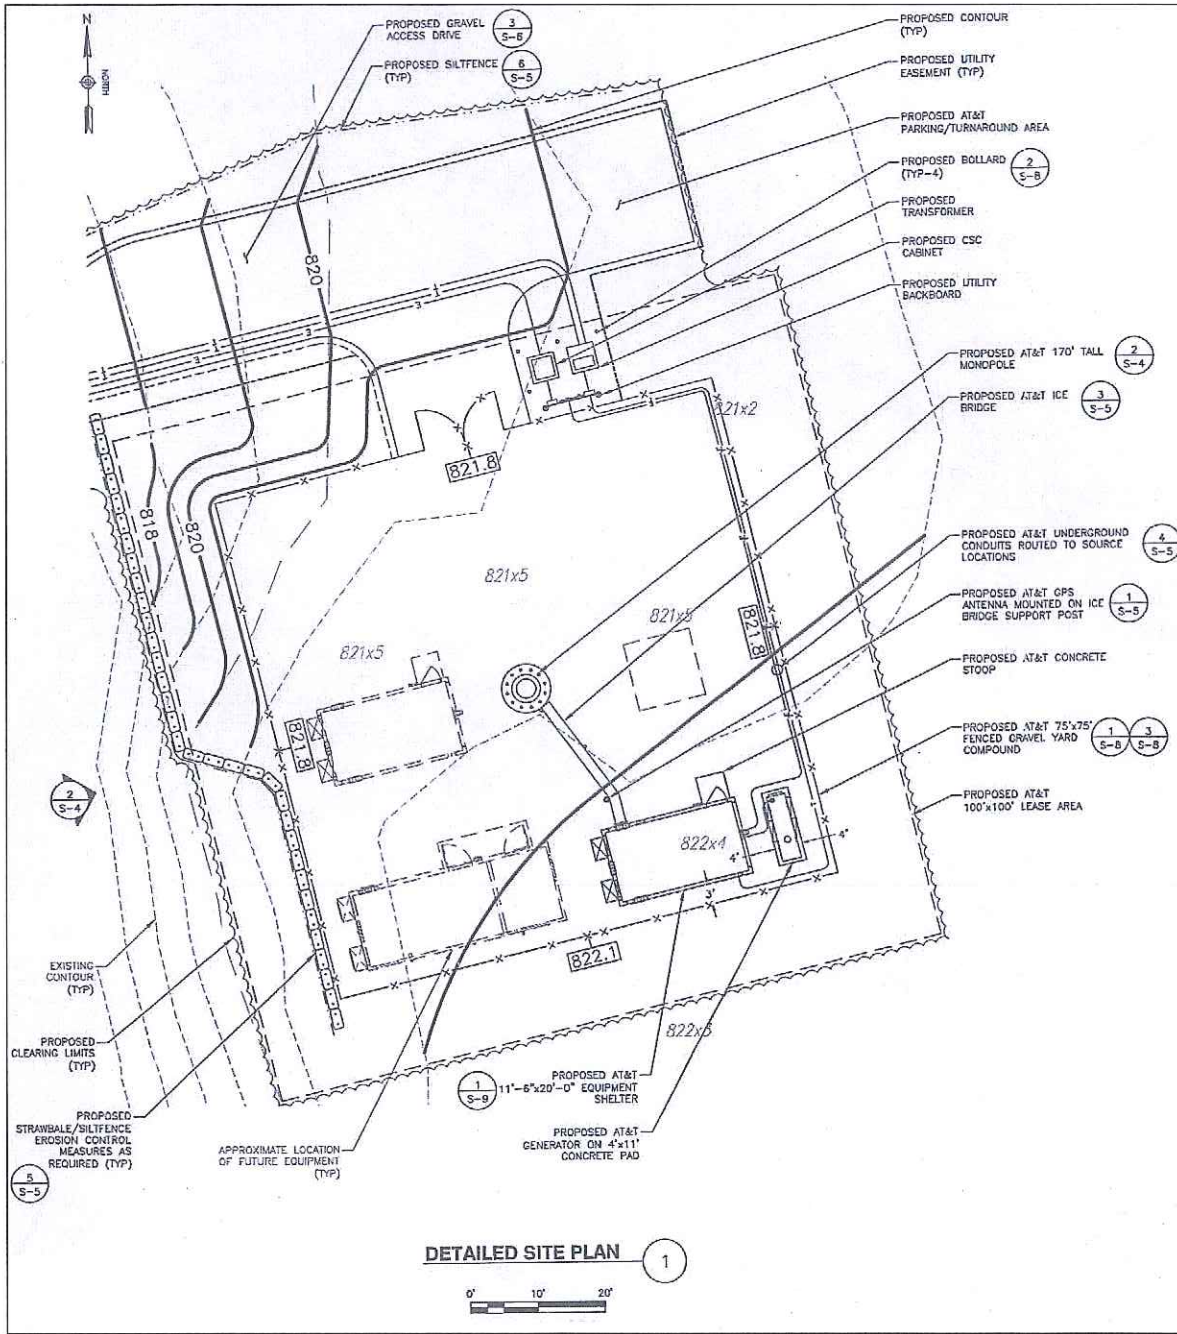 N
NORTH
PROPOSED GRAVEL
ACCESS DRIVE
3
S-8
PROPOSED SILTFENCE
(TYP)
6
S-5
PROPOSED CONTOUR
(TYP)
PROPOSED UTILITY
EASEMENT (TYP)
PROPOSED AT&T
PARKING/TURNAROUND AREA
PROPOSED BOLLARD
(TYP-4)
2
S-8
PROPOSED
TRANSFORMER
PROPOSED CSC
CABINET
PROPOSED UTILITY
BACKBOARD
PROPOSED AT&T 170' TALL
MONOPOLE
2
S-4
PROPOSED AT&T ICE
BRIDGE
3
S-5
PROPOSED AT&T UNDERGROUND
CONDUITS ROUTED TO SOURCE
LOCATIONS
4
S-5
PROPOSED AT&T GPS
ANTENNA MOUNTED ON ICE
BRIDGE SUPPORT POST
1
S-5
PROPOSED AT&T CONCRETE
STOOP
PROPOSED AT&T 75'x75'
FENCED GRAVEL YARD
COMPOUND
1
S-8
3
S-8
PROPOSED AT&T
100'x100' LEASE AREA
820
821x2
821.8
818
820
821x5
821x5
821x5
821.8
821.8
2
S-4
822x4
4'
4'
3'
822.1
EXISTING
CONTOUR
(TYP)
PROPOSED
CLEARING LIMITS
(TYP)
PROPOSED
STRAWBALE/SILTFENCE
EROSION CONTROL
MEASURES AS
REQUIRED (TYP)
5
S-5
APPROXIMATE LOCATION
OF FUTURE EQUIPMENT
(TYP)
1
S-9
PROPOSED AT&T
11'-6"x20'-0" EQUIPMENT
SHELTER
PROPOSED AT&T
GENERATOR ON 4'x11'
CONCRETE PAD
DETAILED SITE PLAN
1
0'
10'
20'